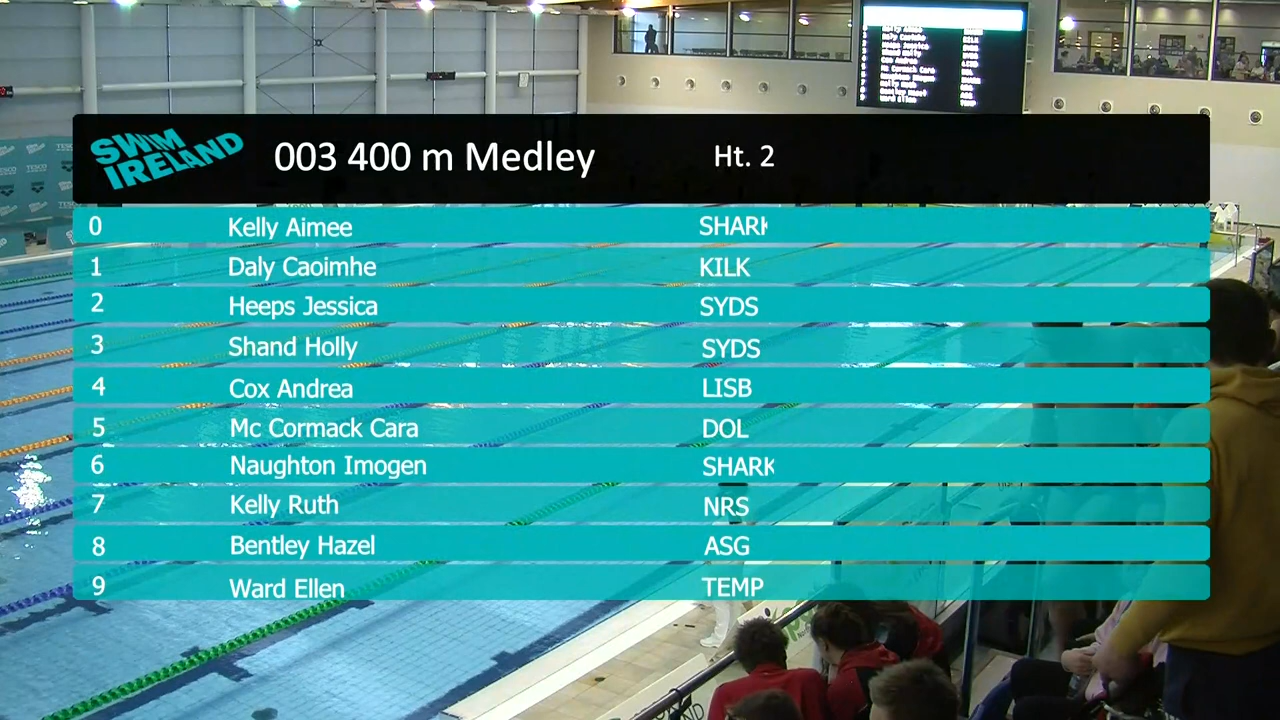 SWIM IRELAND
003 400 m Medley Ht. 2
0 Kelly Aimee SHARK
1 Daly Caoimhe KILK
2 Heeps Jessica SYDS
3 Shand Holly SYDS
4 Cox Andrea LISB
5 Mc Cormack Cara DOL
6 Naughton Imogen SHARK
7 Kelly Ruth NRS
8 Bentley Hazel ASG
9 Ward Ellen TEMP